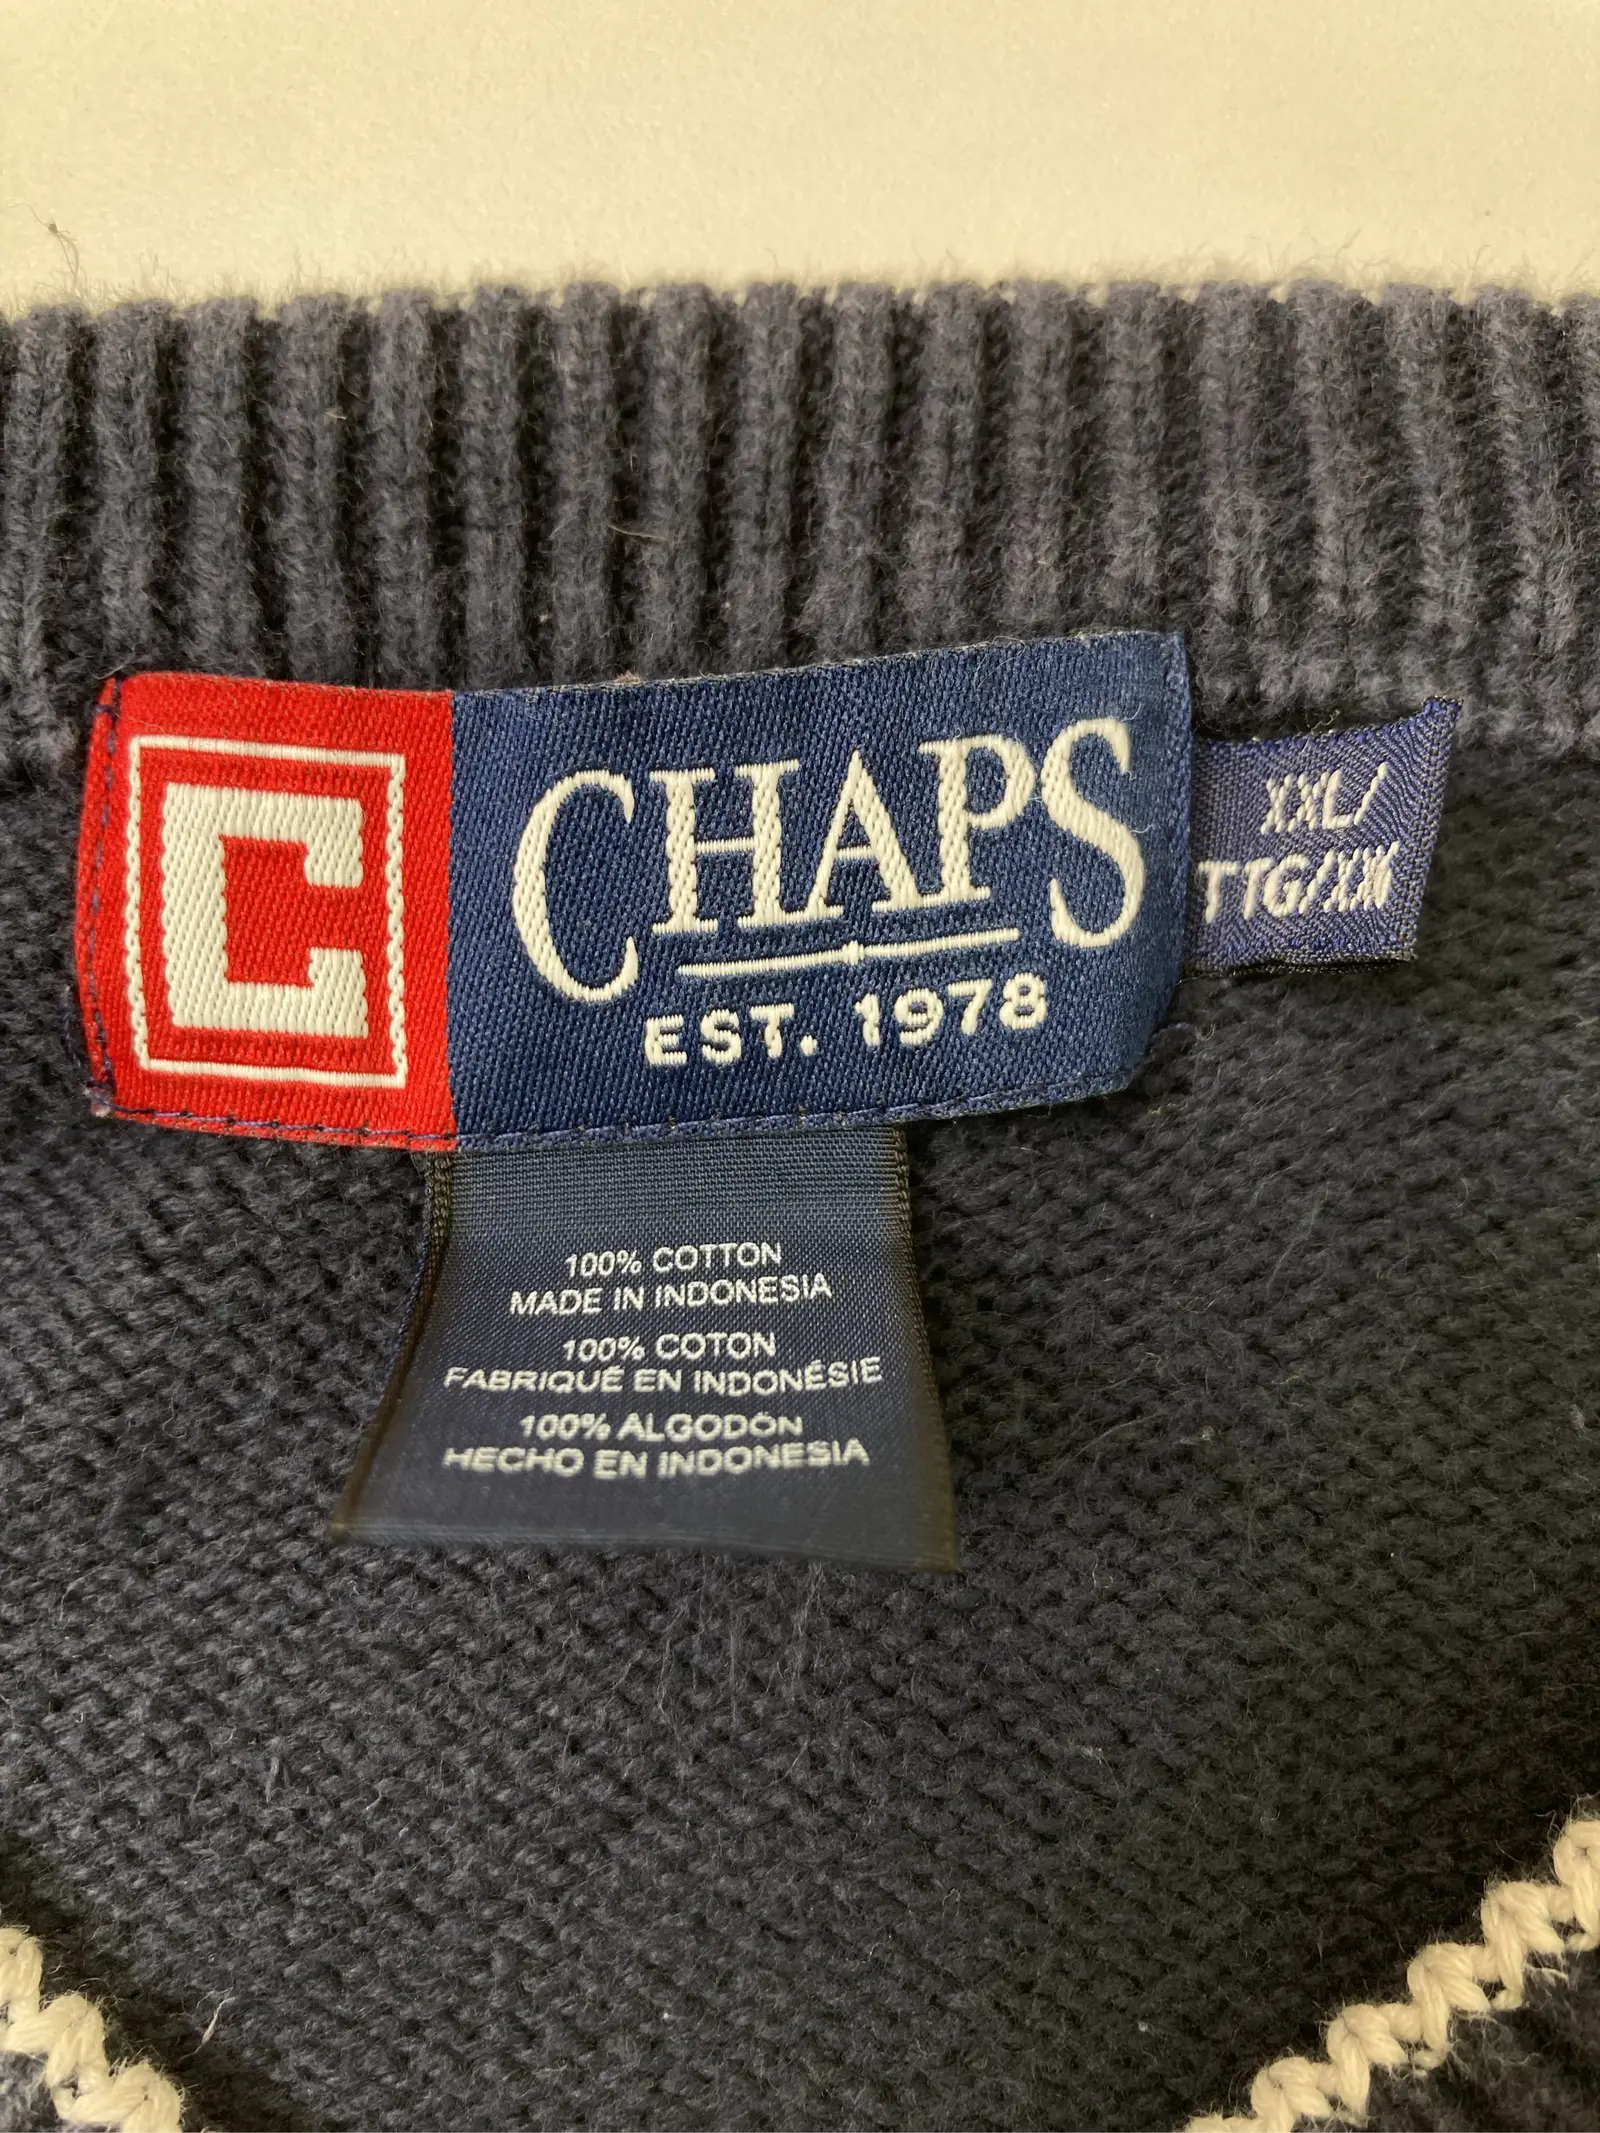 C
CHAPS
EST. 1978
XXL/
TTG/XX
100% COTTON
MADE IN INDONESIA
100% COTON
FABRIQUÉ EN INDONÉSIE
100% ALGODÓN
HECHO EN INDONESIA